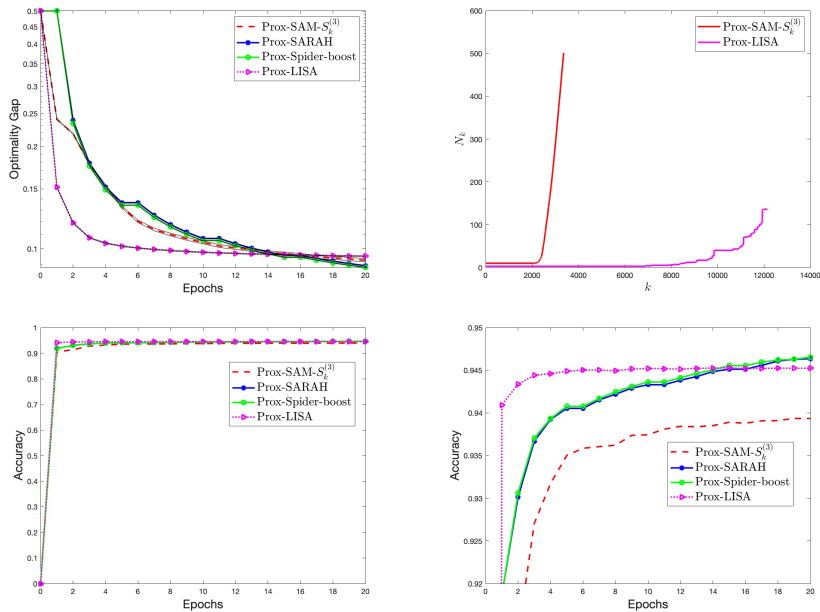 0.5
0.45
0.4
0.35
0.3
0.25
0.2
0.15
0.1
Optimality Gap
0 2 4 6 8 10 12 14 16 18 20
Epochs
Prox-SAM-$S_k^{(3)}$
Prox-SARAH
Prox-Spider-boost
Prox-LISA
600
500
400
300
200
100
0
$N_k$
0 2000 4000 6000 8000 10000 12000 14000
$k$
Prox-SAM-$S_k^{(3)}$
Prox-LISA
1
0.9
0.8
0.7
0.6
0.5
0.4
0.3
0.2
0.1
0
Accuracy
0 2 4 6 8 10 12 14 16 18 20
Epochs
Prox-SAM-$S_k^{(3)}$
Prox-SARAH
Prox-Spider-boost
Prox-LISA
0.95
0.945
0.94
0.935
0.93
0.925
0.92
Accuracy
0 2 4 6 8 10 12 14 16 18 20
Epochs
Prox-SAM-$S_k^{(3)}$
Prox-SARAH
Prox-Spider-boost
Prox-LISA